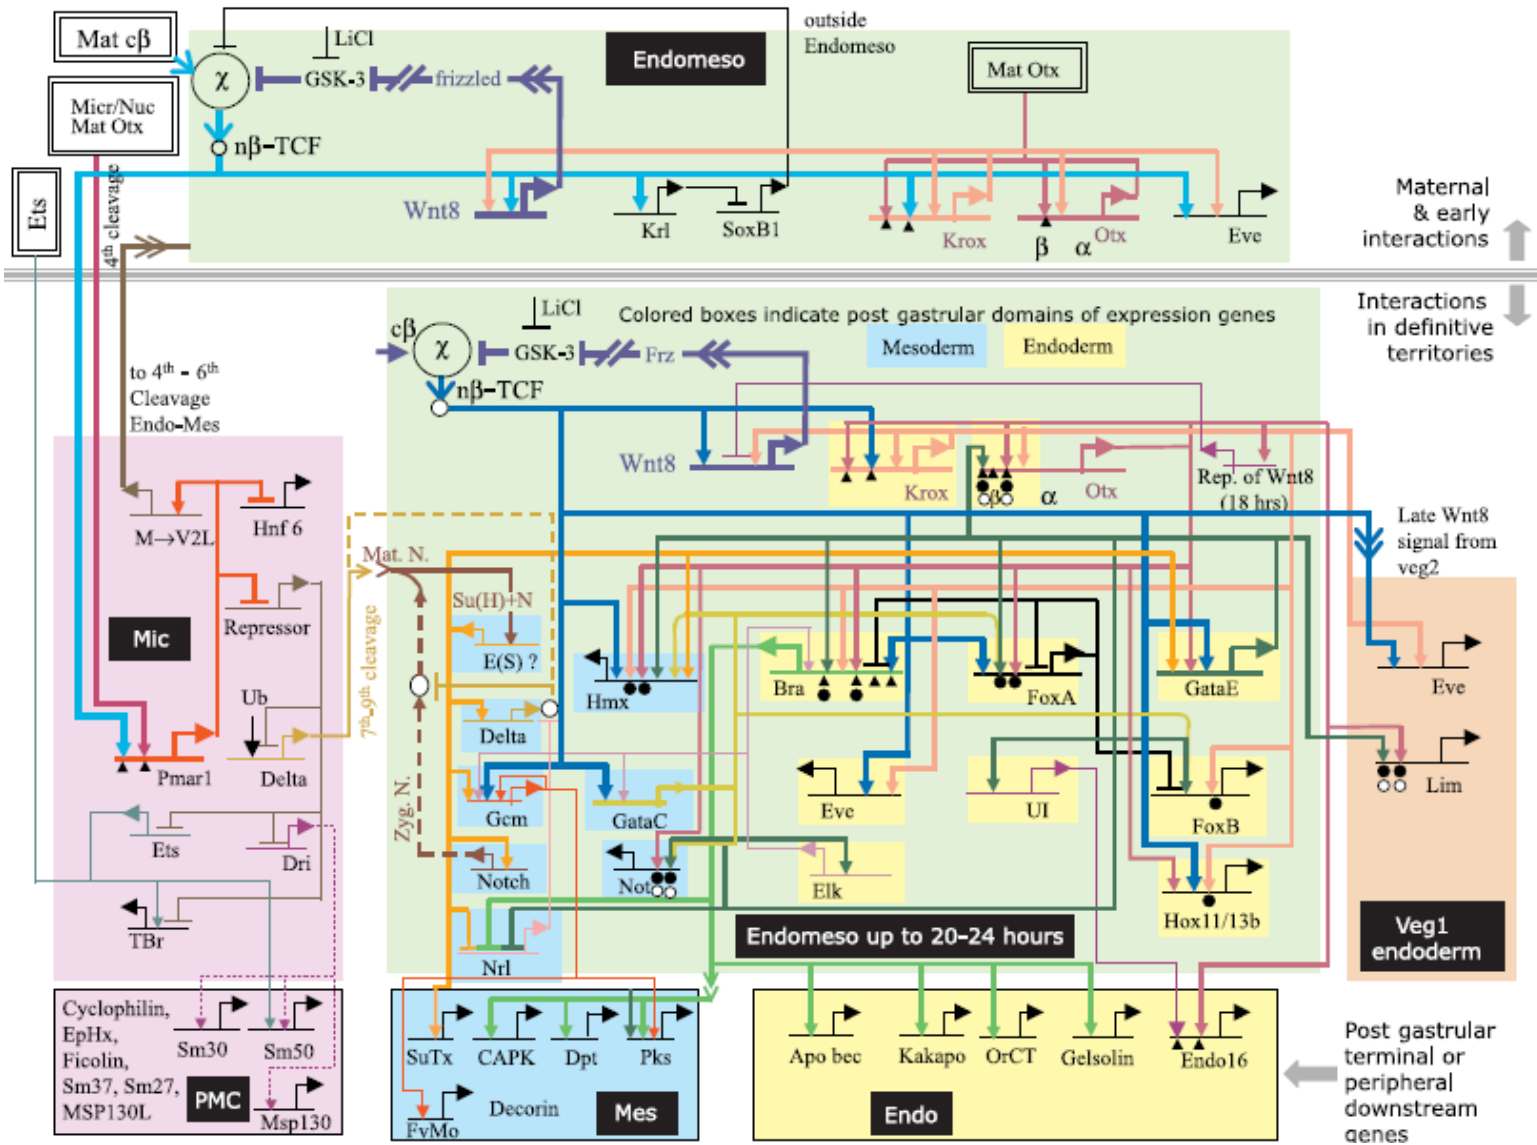 Mat cβ
LiCl
outside
Endomeso
Endomeso
χ
GSK-3
frizzled
Mat Otx
Micr/Nuc
Mat Otx
nβ-TCF
4th cleavage
Ets
Wnt8
Krl
SoxB1
Krox
Otx
β
α
Eve
Maternal
& early
interactions
Interactions
in definitive
territories
LiCl
Colored boxes indicate post gastrular domains of expression genes
cβ
χ
GSK-3
Frz
Mesoderm
Endoderm
nβ-TCF
to 4th - 6th
Cleavage
Endo-Mes
Wnt8
Krox
β
α
Otx
Rep. of Wnt8
(18 hrs)
Late Wnt8
signal from
veg2
M→V2L
Hnf 6
Mat. N.
Su(H)+N
Mic
Repressor
E(S) ?
7th-9th cleavage
Hmx
Bra
FoxA
GataE
Eve
Ub
Pmar1
Delta
Delta
Zyg. N.
Gcm
GataC
Eve
UI
FoxB
Lim
Ets
Dri
Notch
Not
Elk
Hox11/13b
TBr
Nrl
Endomeso up to 20-24 hours
Veg1
endoderm
Cyclophilin,
EpHx,
Ficolin,
Sm37, Sm27,
MSP130L
Sm30
Sm50
PMC
Msp130
SuTx
CAPK
Dpt
Pks
Decorin
FvMo
Mes
Apo bec
Kakapo
OrCT
Gelsolin
Endo16
Endo
Post gastrular
terminal or
peripheral
downstream
genes